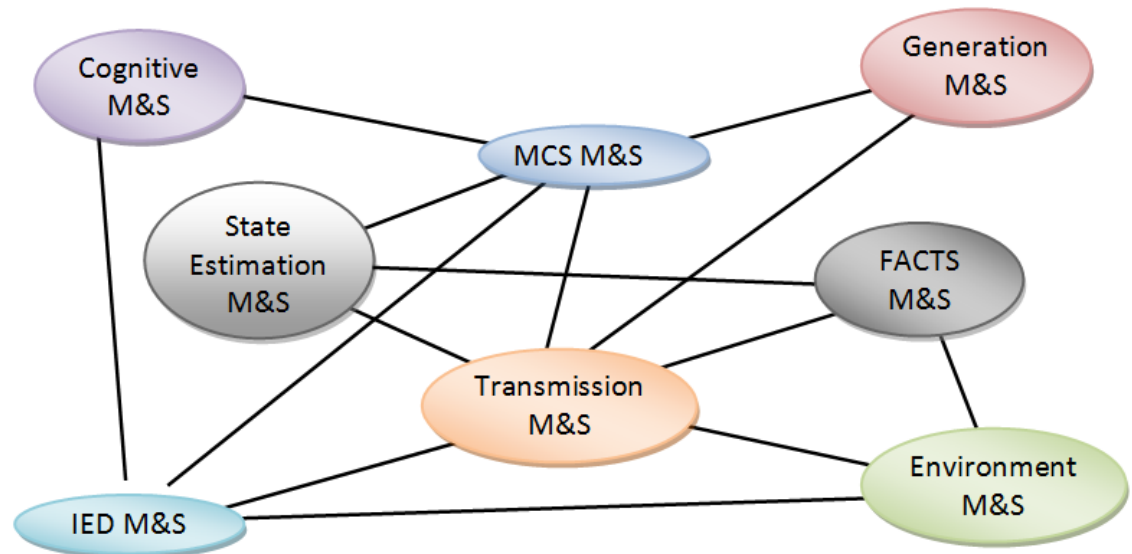 Cognitive
M&S
Generation
M&S
MCS M&S
State
Estimation
M&S
FACTS
M&S
Transmission
M&S
Environment
M&S
IED M&S